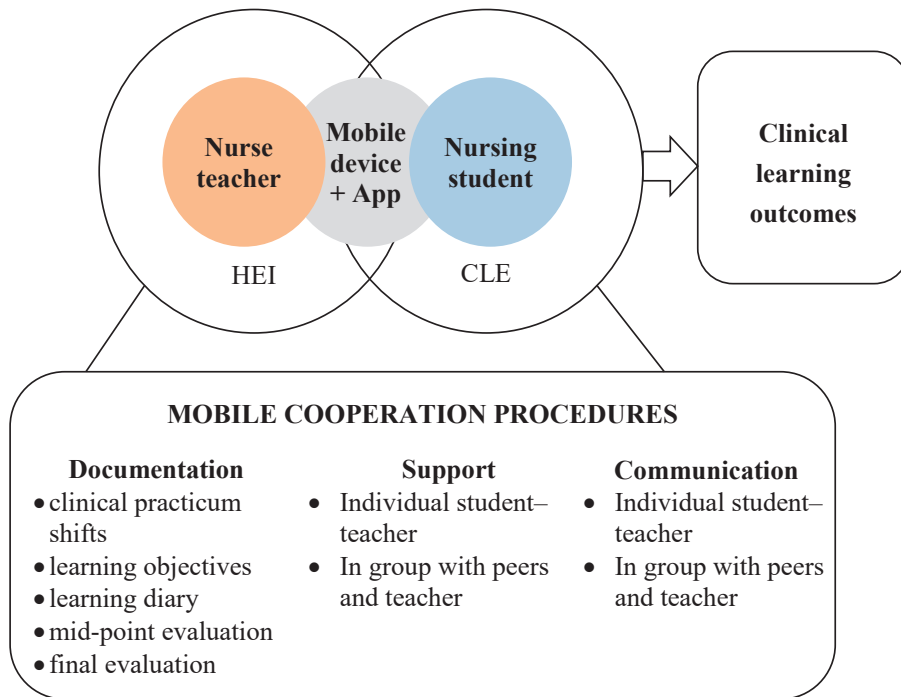 Nurse
teacher
Mobile
device
+ App
Nursing
student
HEI
CLE
Clinical
learning
outcomes
MOBILE COOPERATION PROCEDURES
Documentation
• clinical practicum
shifts
• learning objectives
• learning diary
• mid-point evaluation
• final evaluation
Support
• Individual student–
teacher
• In group with peers
and teacher
Communication
• Individual student–
teacher
• In group with peers
and teacher